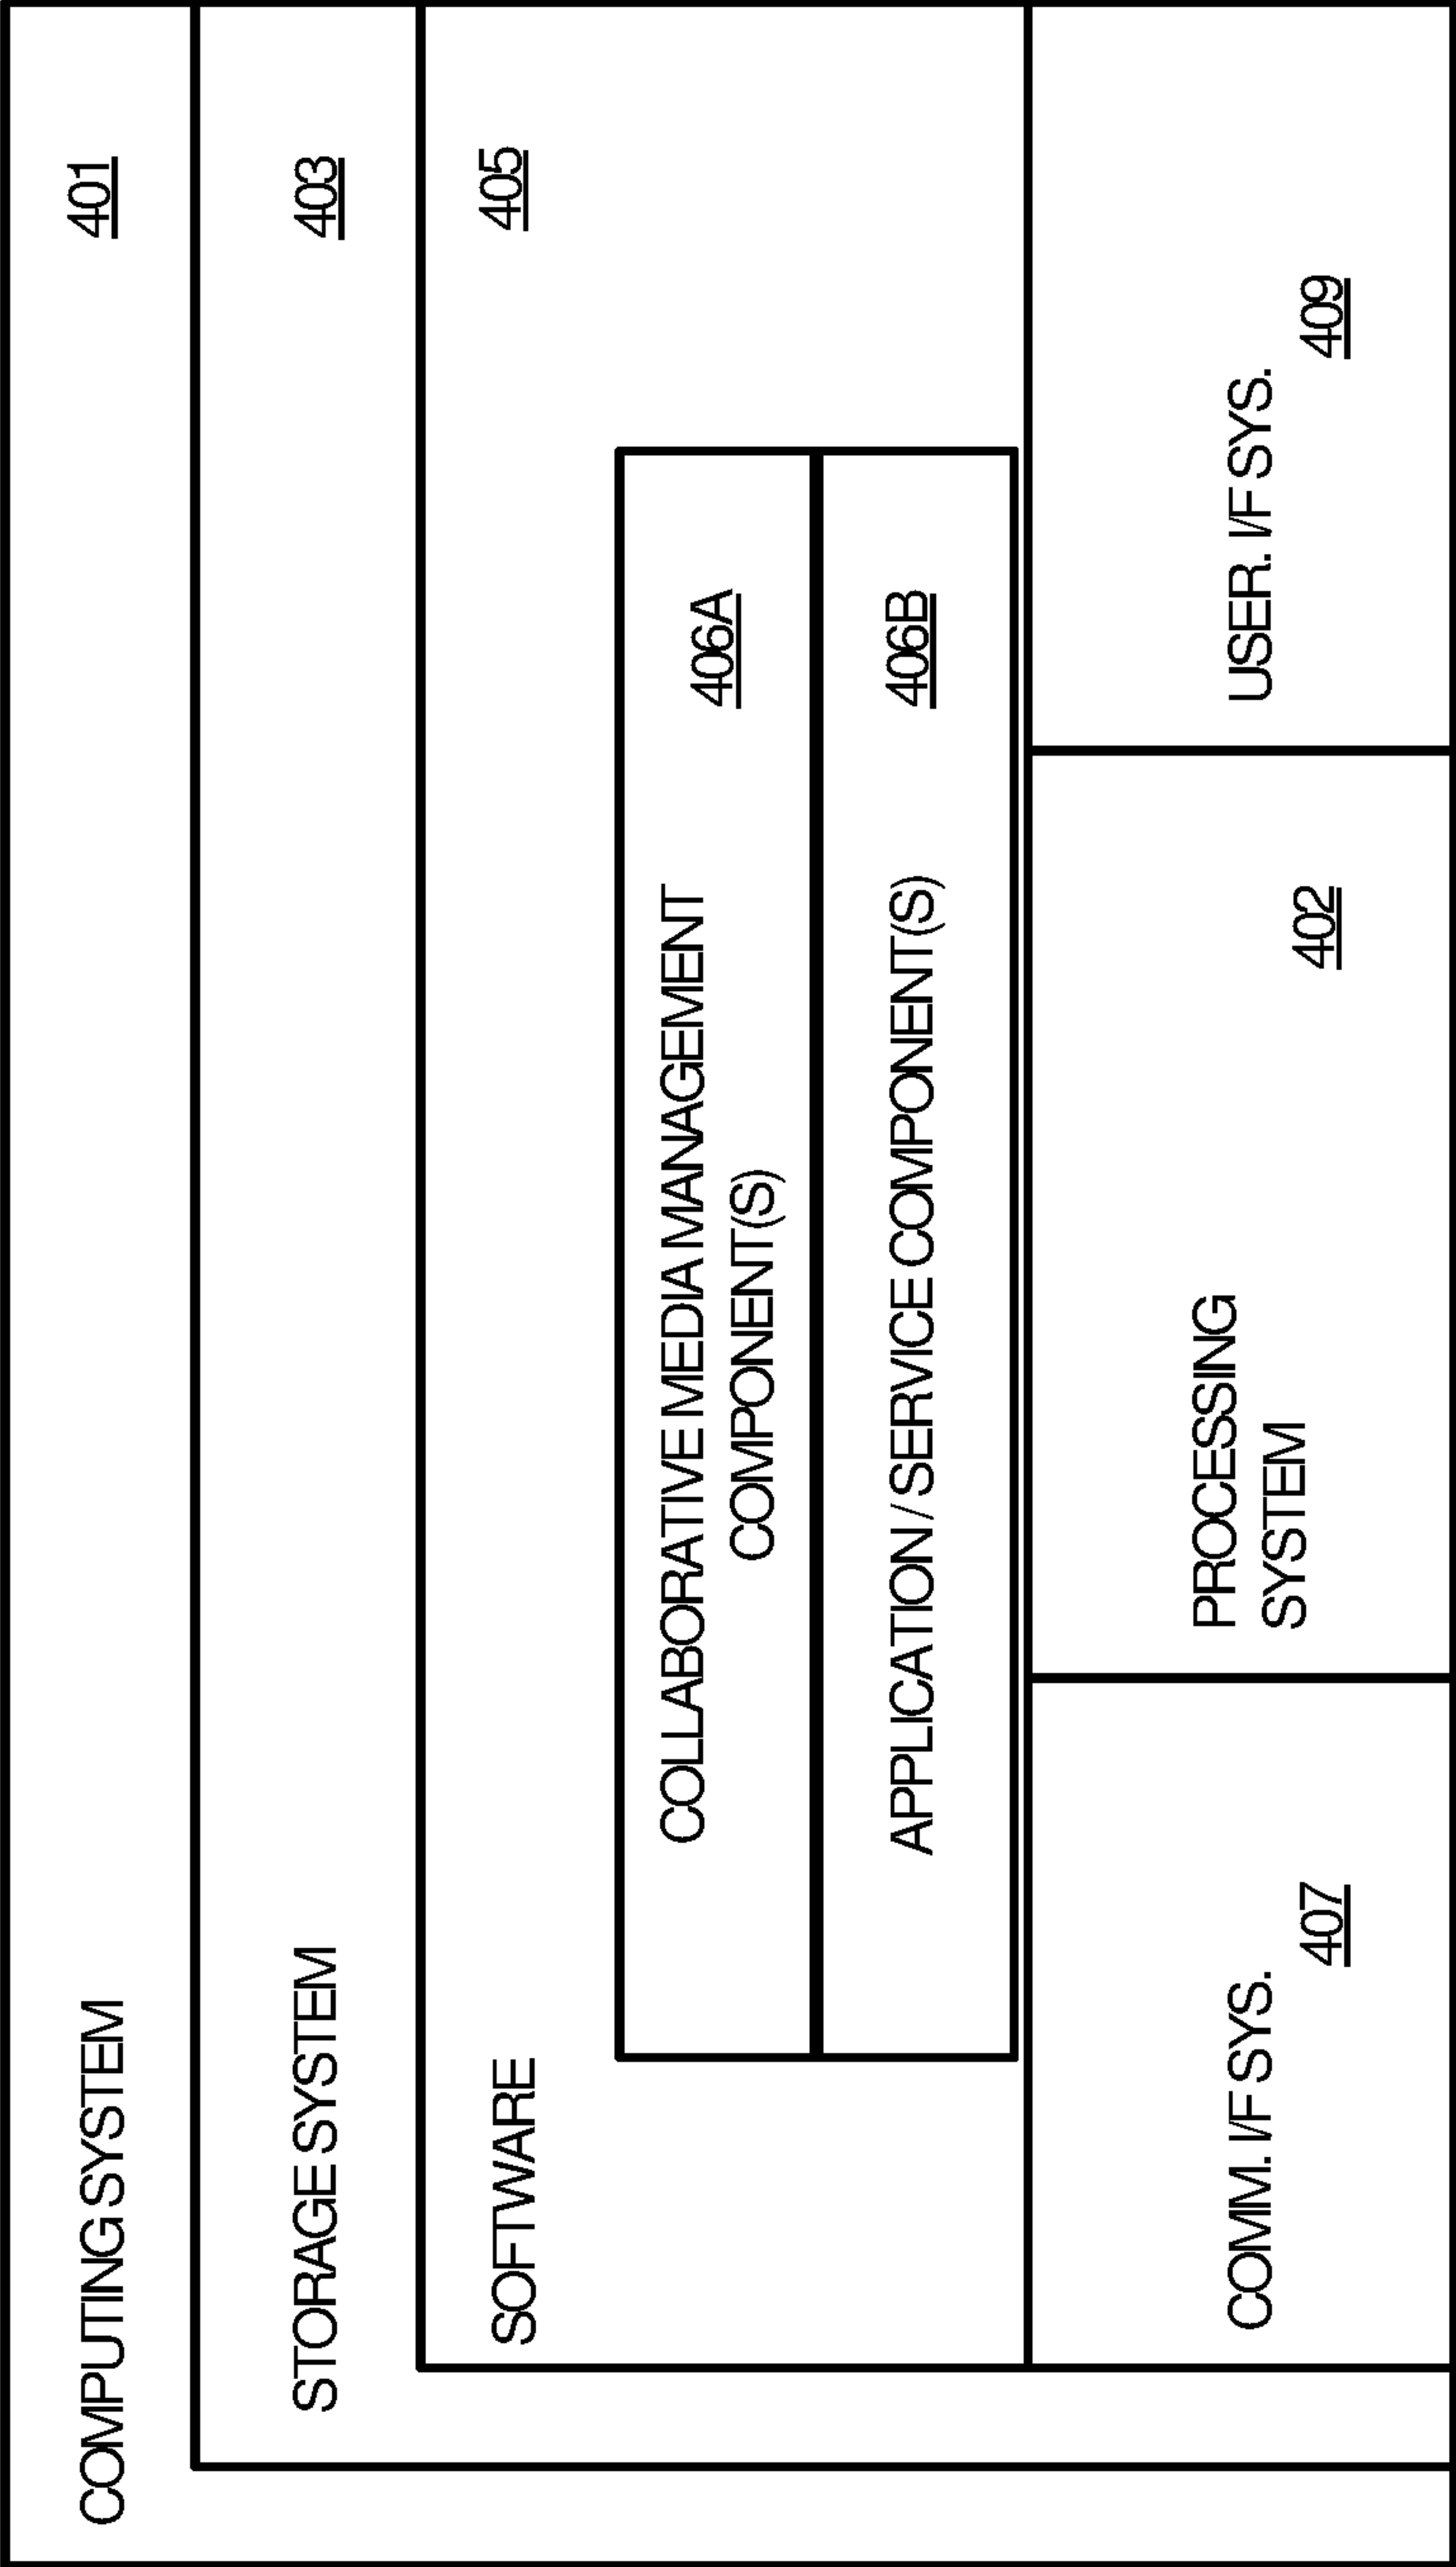 COMPUTING SYSTEM 401
STORAGE SYSTEM 403
SOFTWARE 405
COLLABORATIVE MEDIA MANAGEMENT
COMPONENT(S)
406A
APPLICATION / SERVICE COMPONENT(S) 406B
COMM. I/F SYS.
407
PROCESSING
SYSTEM
402
USER. I/F SYS.
409